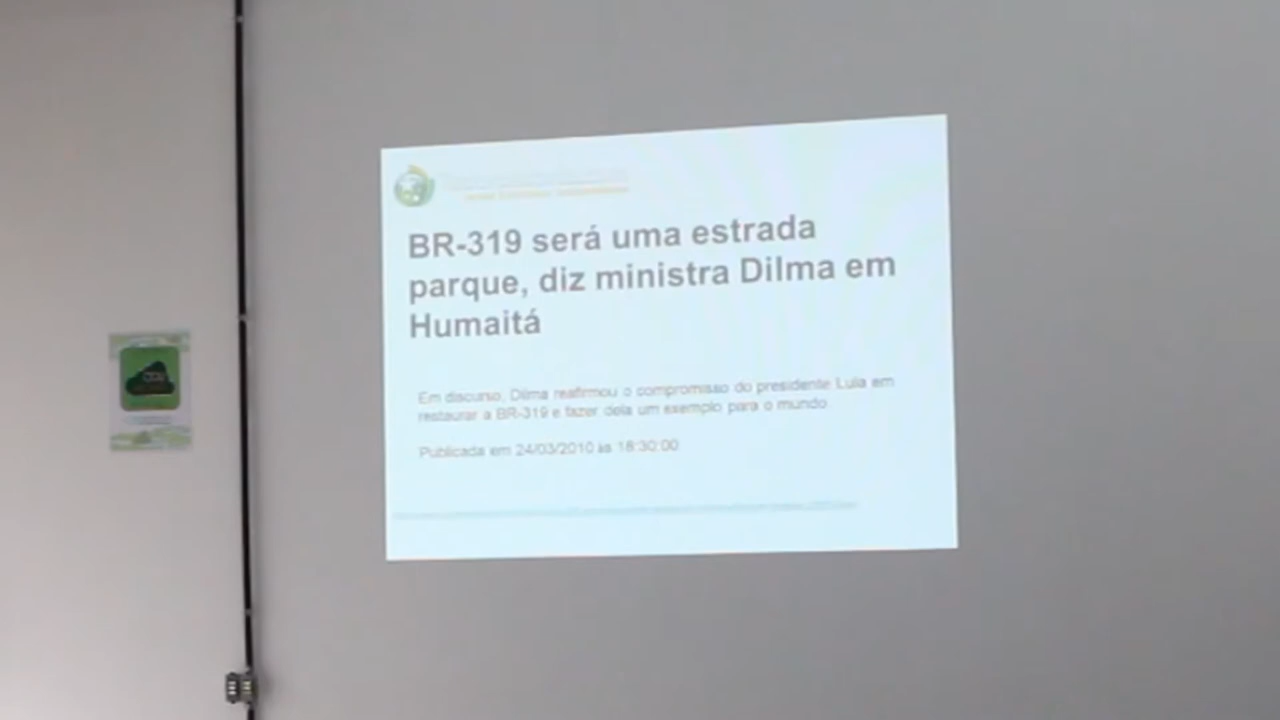 BR-319 será uma estrada
parque, diz ministra Dilma em
Humaitá
Em discurso, Dilma reafirmou o compromisso do presidente Lula em
restaurar a BR-319 e fazer dela um exemplo para o mundo
Publicada em 24/03/2010 às 18:30:00